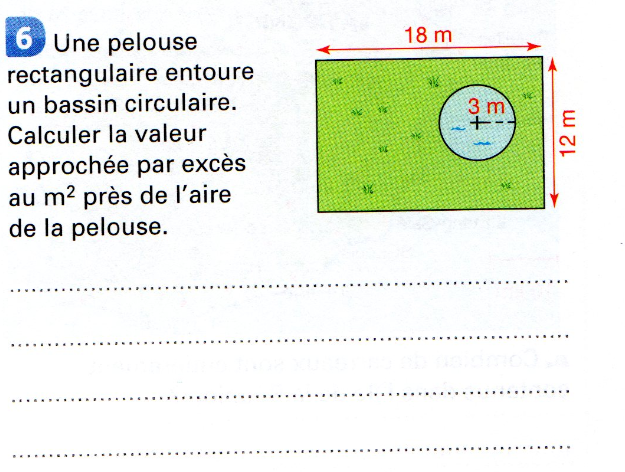 6 Une pelouse
rectangulaire entoure
un bassin circulaire.
Calculer la valeur
approchée par excès
au m² près de l'aire
de la pelouse.
18 m
3 m
12 m